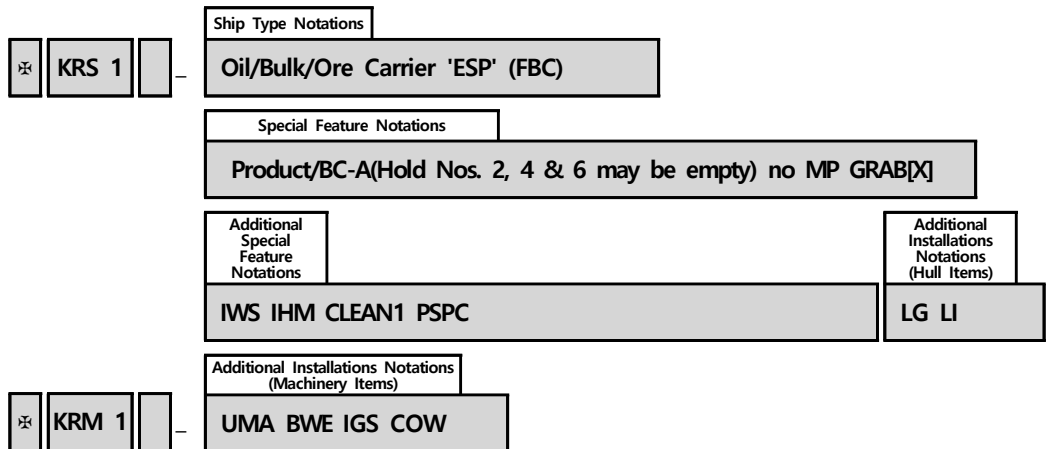 Ship Type Notations
✠ KRS 1 _ Oil/Bulk/Ore Carrier 'ESP' (FBC)
Special Feature Notations
Product/BC-A(Hold Nos. 2, 4 & 6 may be empty) no MP GRAB[X]
Additional
Special
Feature
Notations
IWS IHM CLEAN1 PSPC
Additional
Installations
Notations
(Hull Items)
LG LI
Additional Installations Notations
(Machinery Items)
✠ KRM 1 _ UMA BWE IGS COW